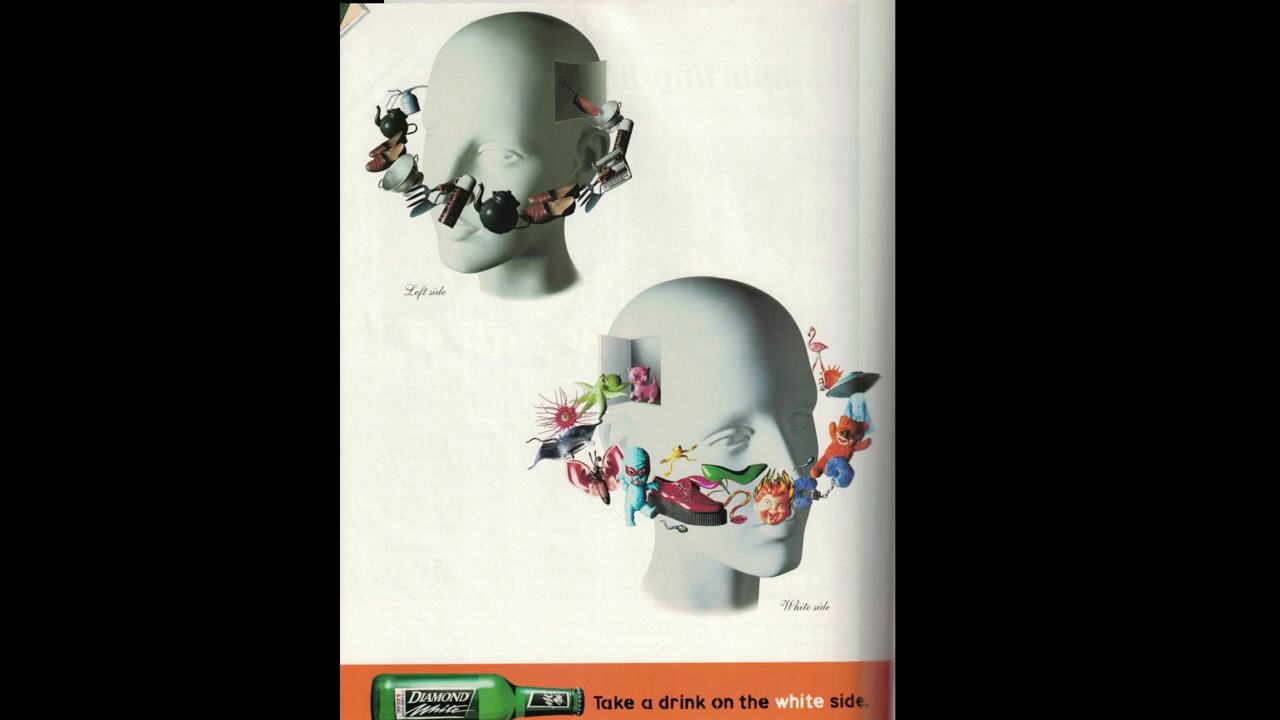 Left side
White side
DIAMOND
White
Take a drink on the white side.